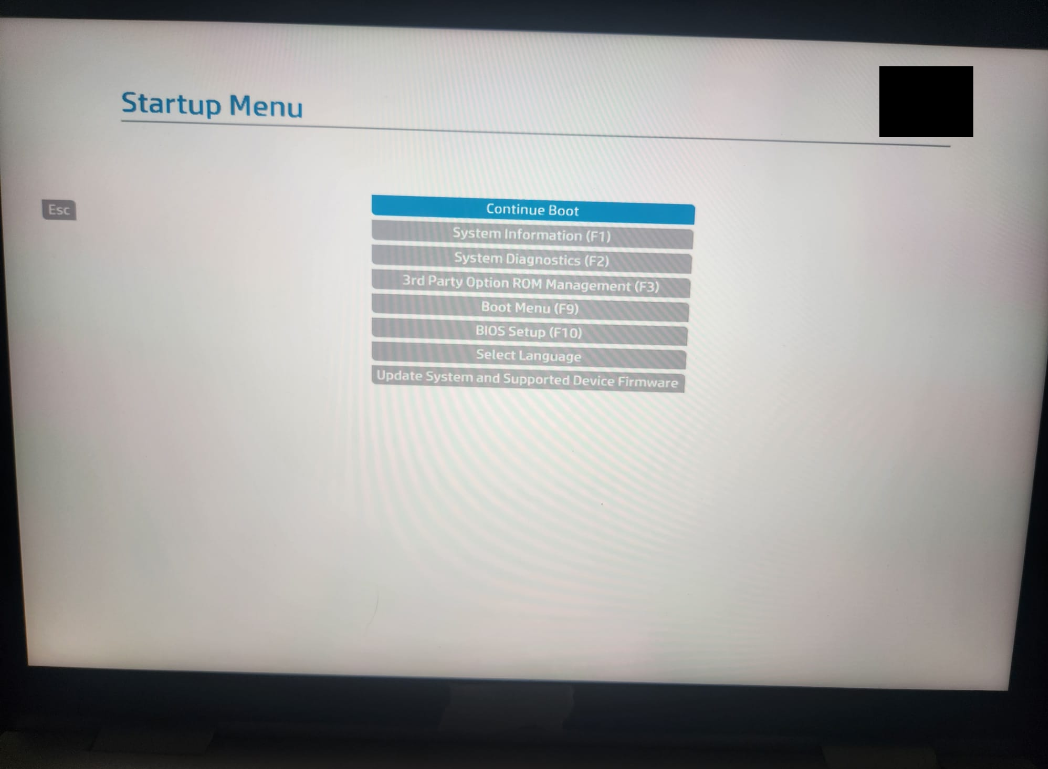 Startup Menu
Esc
Continue Boot
System Information (F1)
System Diagnostics (F2)
3rd Party Option ROM Management (F3)
Boot Menu (F9)
BIOS Setup (F10)
Select Language
Update System and Supported Device Firmware